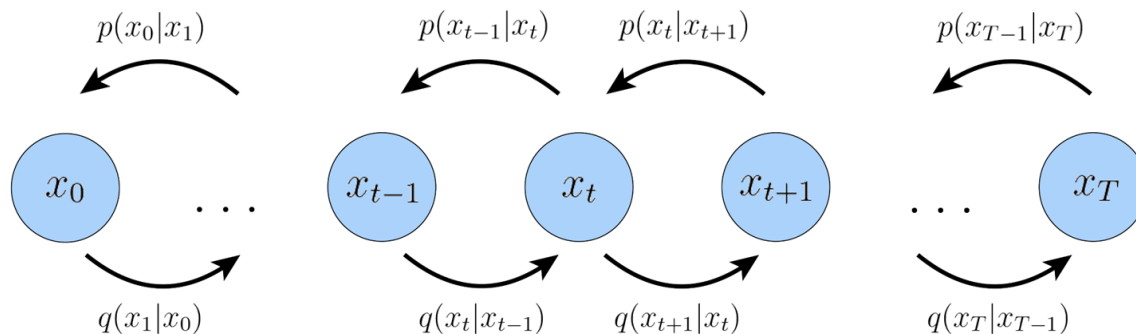 p(x_0|x_1) p(x_{t-1}|x_t) p(x_t|x_{t+1}) p(x_{T-1}|x_T)
x_0 . . . x_{t-1} x_t x_{t+1} . . . x_T
q(x_1|x_0) q(x_t|x_{t-1}) q(x_{t+1}|x_t) q(x_T|x_{T-1})